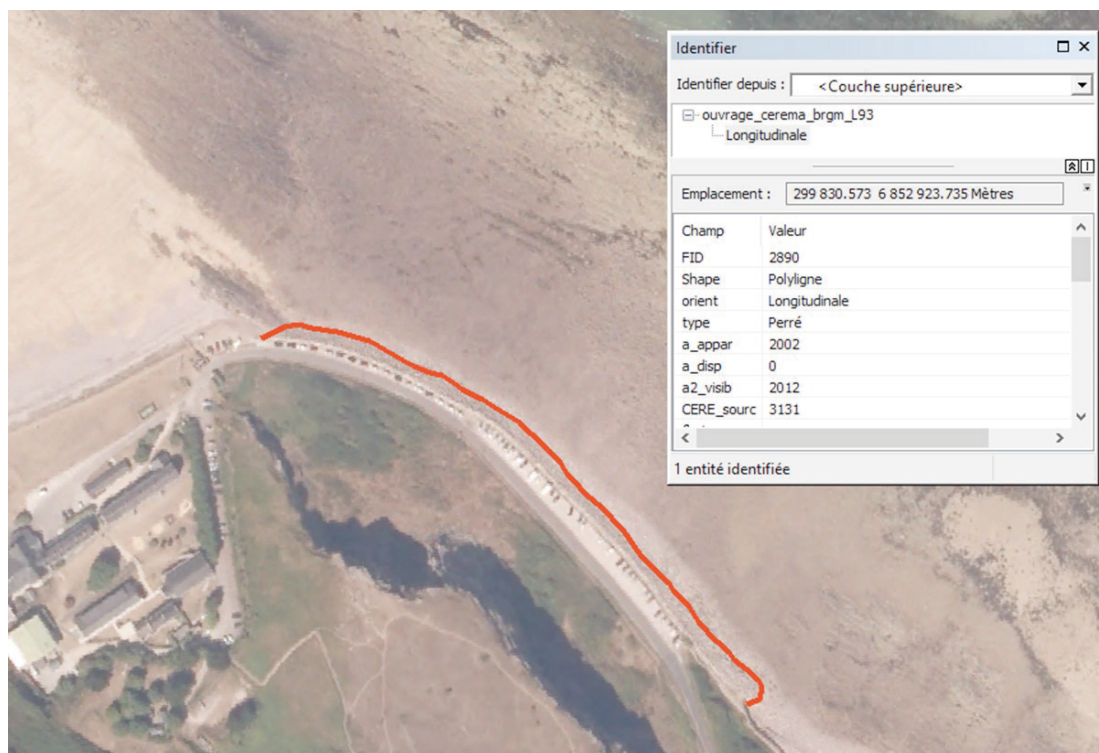 Identifier
Identifier depuis : <Couche supérieure>
ouvrage_cerema_brgm_L93
Longitudinale
Emplacement : 299 830.573 6 852 923.735 Mètres
Champ Valeur
FID 2890
Shape Polyligne
orient Longitudinale
type Perré
a_appar 2002
a_disp 0
a2_visib 2012
CERE_sourc 3131
1 entité identifiée